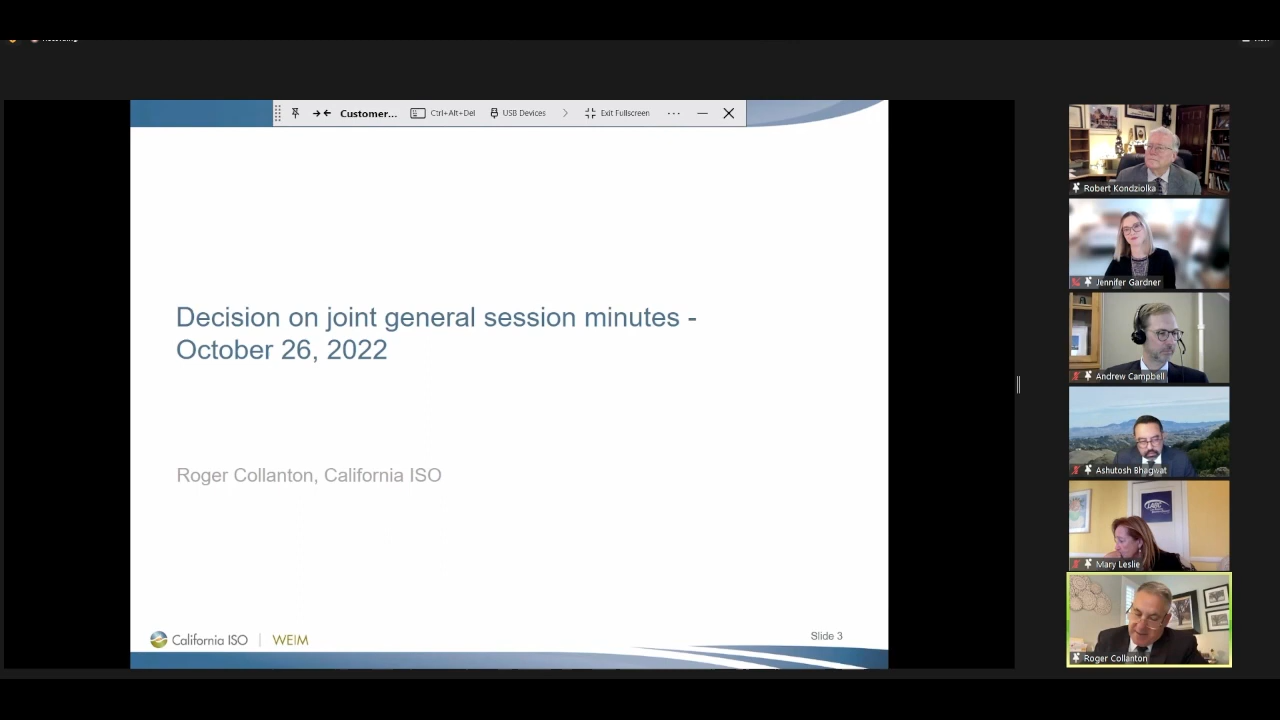 Customer...
Ctrl+Alt+Del
USB Devices
Exit Fullscreen
Decision on joint general session minutes -
October 26, 2022
Roger Collanton, California ISO
California ISO | WEIM
Slide 3
Robert Kondziolka
Jennifer Gardner
Andrew Campbell
Ashutosh Bhagwat
Mary Leslie
Roger Collanton